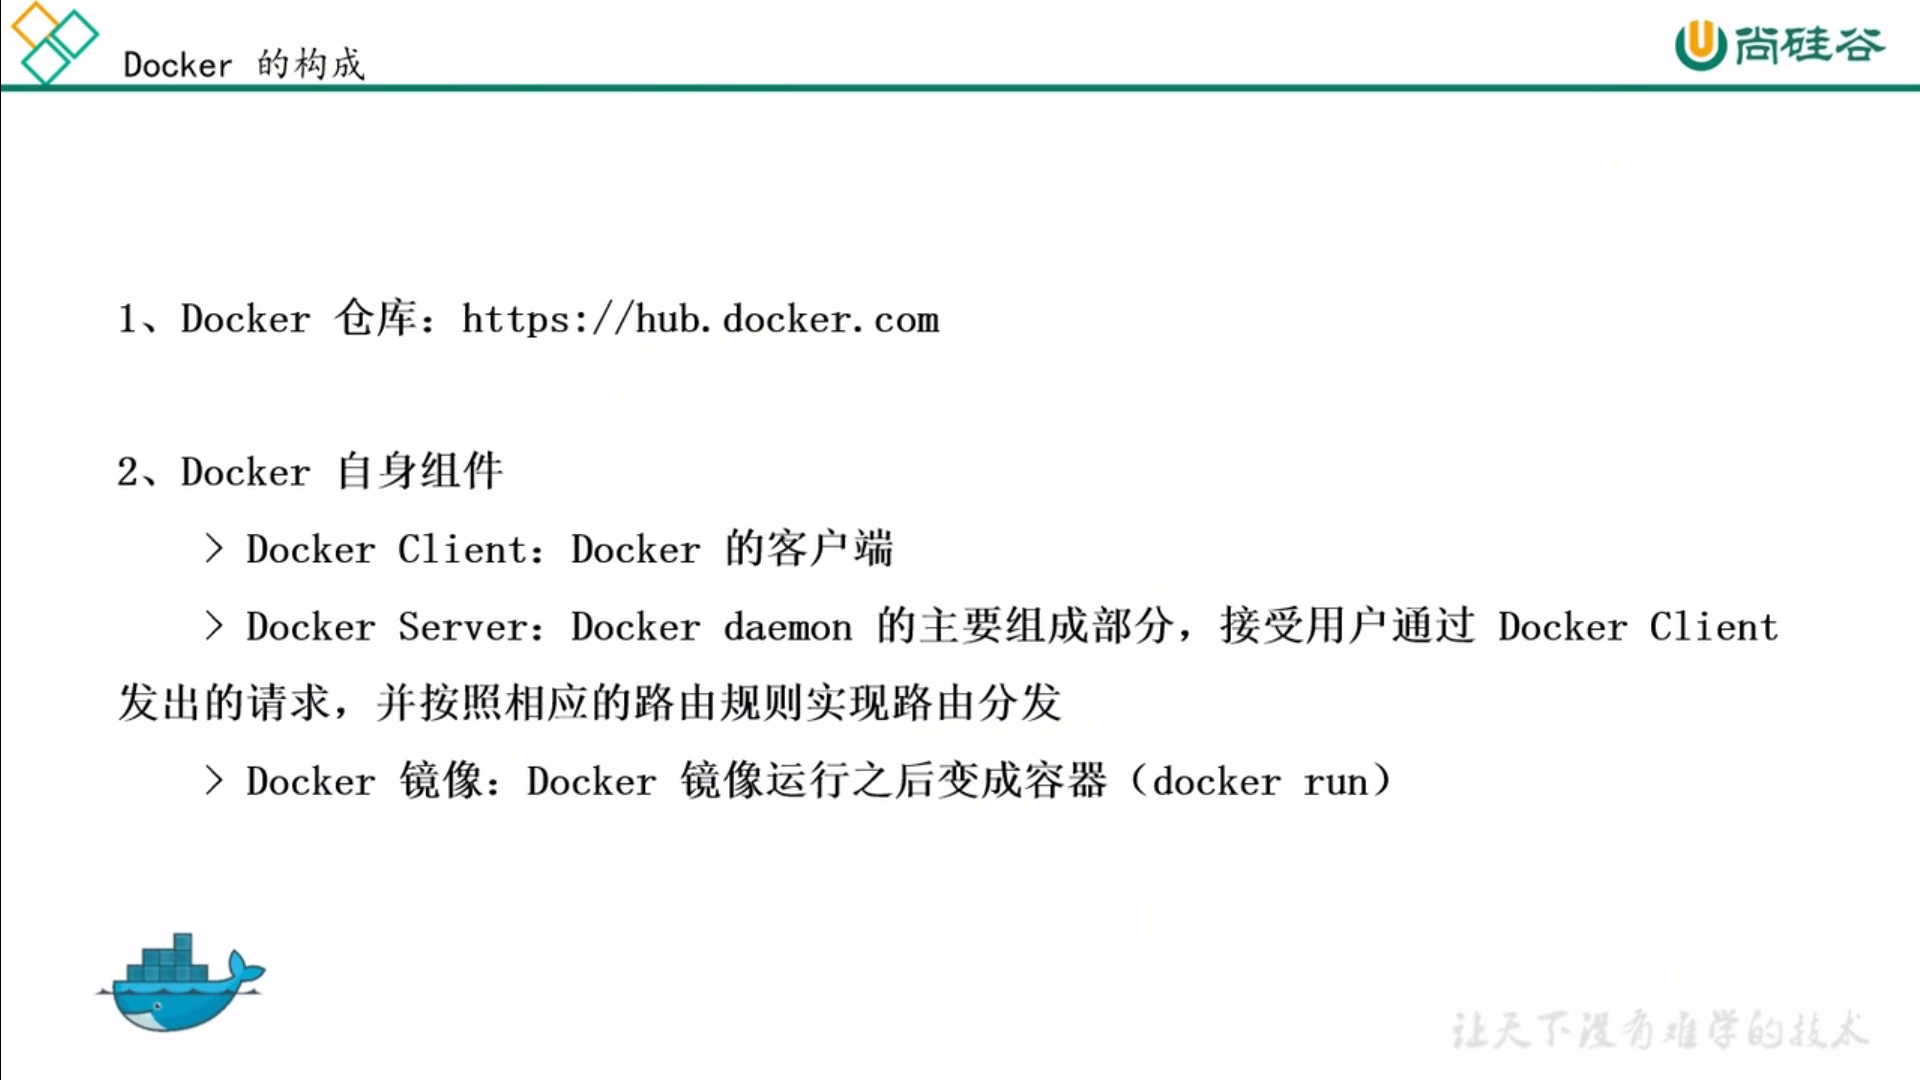 Docker 的构成
尚硅谷
1、Docker 仓库：https://hub.docker.com
2、Docker 自身组件
> Docker Client：Docker 的客户端
> Docker Server：Docker daemon 的主要组成部分，接受用户通过 Docker Client
发出的请求，并按照相应的路由规则实现路由分发
> Docker 镜像：Docker 镜像运行之后变成容器（docker run）
让天下没有难学的技术